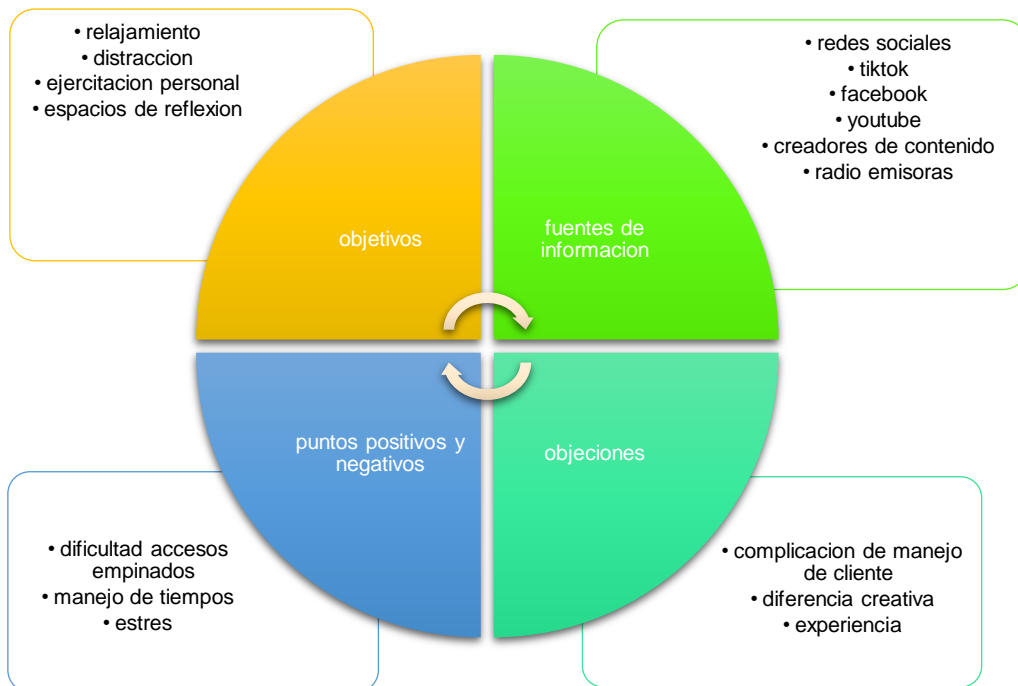 • relajamiento
• distraccion
• ejercitacion personal
• espacios de reflexion
• redes sociales
• tiktok
• facebook
• youtube
• creadores de contenido
• radio emisoras
objetivos
fuentes de
informacion
puntos positivos y
negativos
objeciones
• dificultad accesos
empinados
• manejo de tiempos
• estres
• complicacion de manejo
de cliente
• diferencia creativa
• experiencia